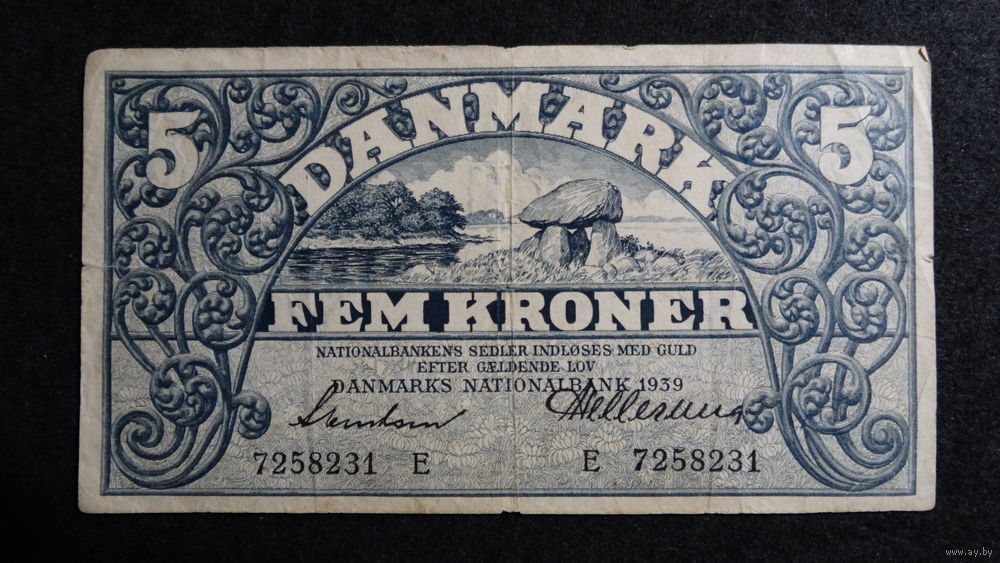 5 DANMARK 5
FEM KRONER
NATIONALBANKENS SEDLER INDLØSES MED GULD
EFTER GÆLDENDE LOV
DANMARKS NATIONALBANK 1939
7258231 E E 7258231
www.ay.by